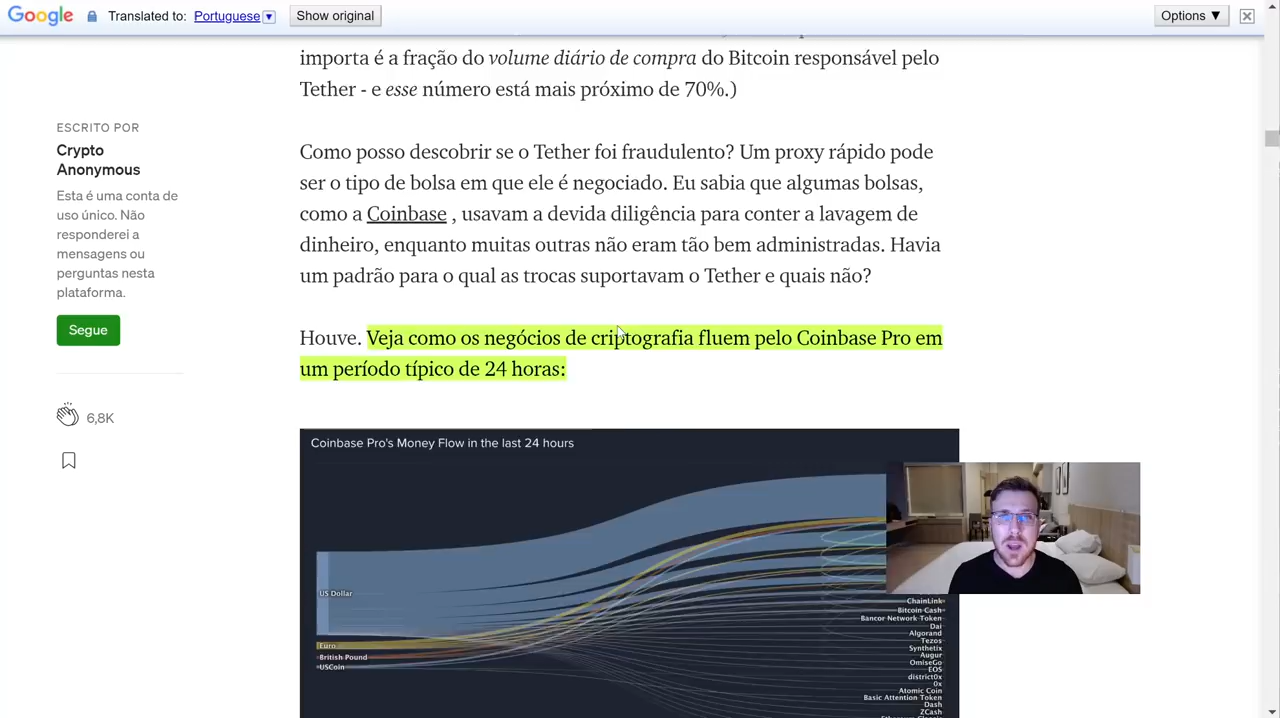 Google Translated to: Portuguese Show original Options ▼
importa é a fração do volume diário de compra do Bitcoin responsável pelo
Tether - e esse número está mais próximo de 70%.)
ESCRITO POR
Crypto
Anonymous
Esta é uma conta de
uso único. Não
responderei a
mensagens ou
perguntas nesta
plataforma.
Segue
6,8K
Como posso descobrir se o Tether foi fraudulento? Um proxy rápido pode
ser o tipo de bolsa em que ele é negociado. Eu sabia que algumas bolsas,
como a Coinbase , usavam a devida diligência para conter a lavagem de
dinheiro, enquanto muitas outras não eram tão bem administradas. Havia
um padrão para o qual as trocas suportavam o Tether e quais não?
Houve. Veja como os negócios de criptografia fluem pelo Coinbase Pro em
um período típico de 24 horas:
Coinbase Pro's Money Flow in the last 24 hours
US Dollar
Euro
British Pound
USCoin
ChainLink
Bitcoin Cash
Bancor Network Token
Dai
Algorand
Tezos
Synthetix
Augur
OmiseGo
EOS
district0x
0x
Atomic Coin
Basic Attention Token
Dash
ZCash